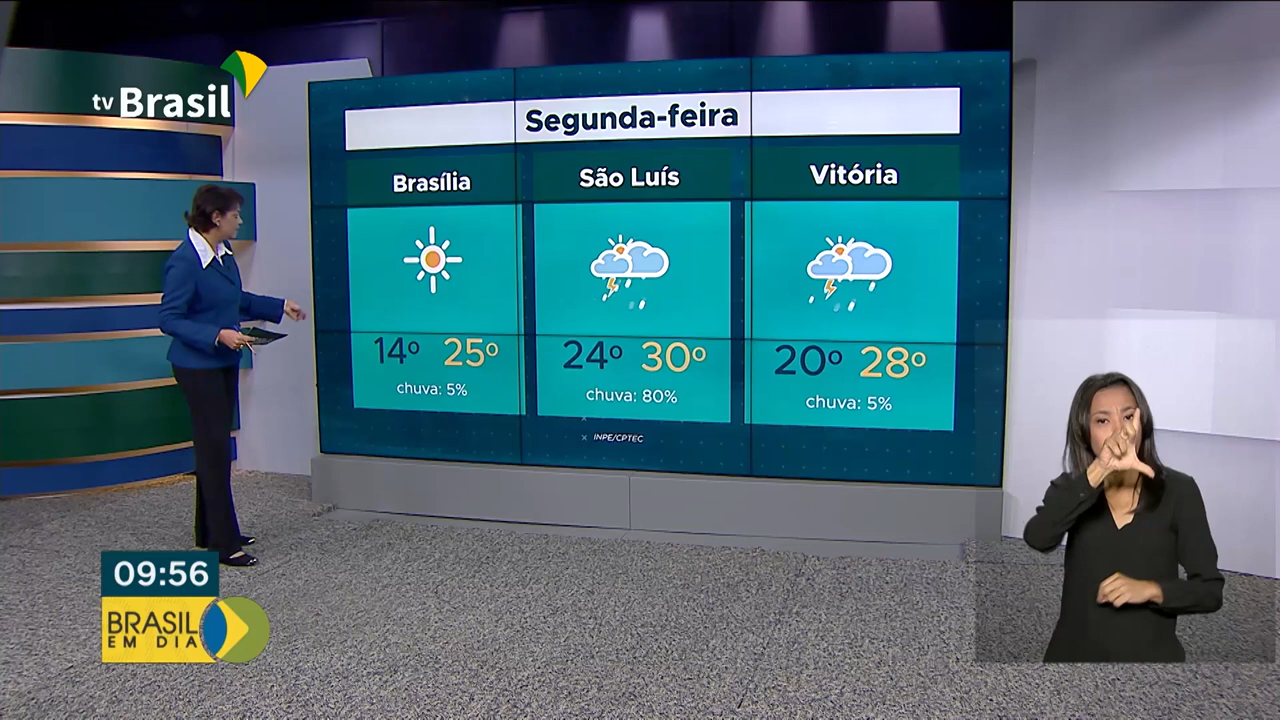 tv Brasil
Segunda-feira
Brasília
São Luís
Vitória
14º 25º
24º 30º
20º 28º
chuva: 5%
chuva: 80%
chuva: 5%
INPE/CPTEC
09:56
BRASIL
EM DIA